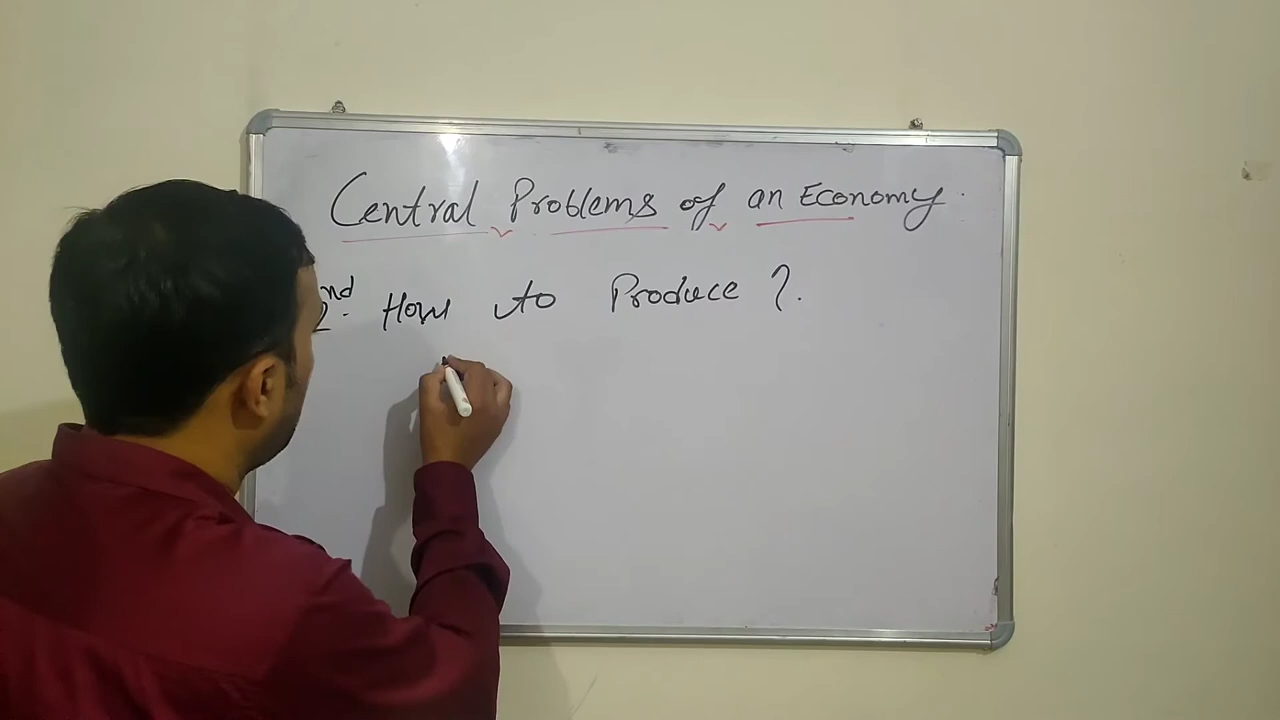 Central Problems of an Economy.
2nd. How to Produce ?.